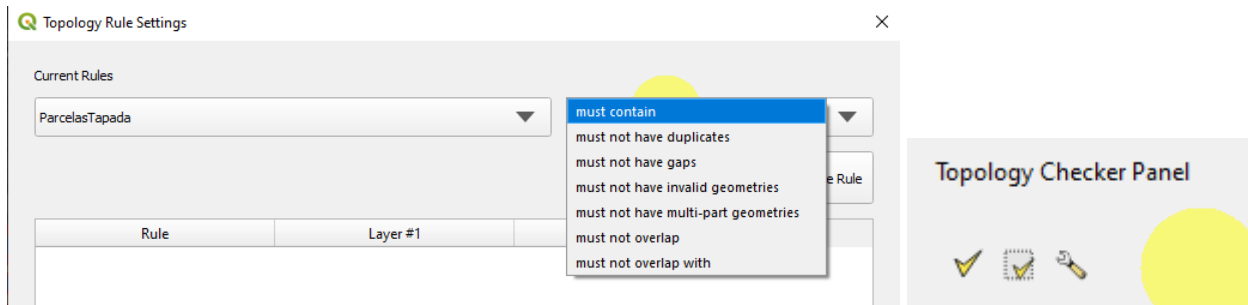 Topology Rule Settings
Current Rules
ParcelasTapada
must contain
must not have duplicates
must not have gaps
must not have invalid geometries
must not have multi-part geometries
must not overlap
must not overlap with
e Rule
Rule Layer #1
Topology Checker Panel